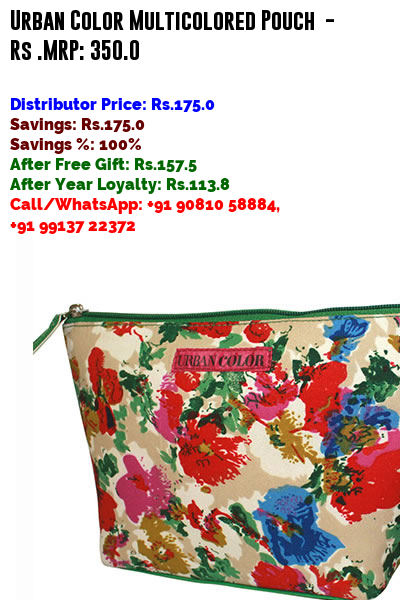 Urban Color Multicolored Pouch -
Rs .MRP: 350.0
Distributor Price: Rs.175.0
Savings: Rs.175.0
Savings %: 100%
After Free Gift: Rs.157.5
After Year Loyalty: Rs.113.8
Call/WhatsApp: +91 90810 58884,
+91 99137 22372
URBAN COLOR